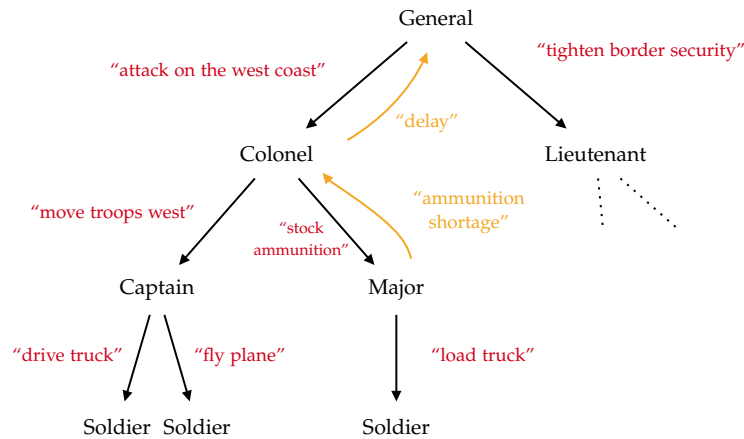 General
“attack on the west coast”
“tighten border security”
“delay”
Colonel
Lieutenant
“move troops west”
“stock
ammunition”
“ammunition
shortage”
Captain
Major
“drive truck”
“fly plane”
“load truck”
Soldier
Soldier
Soldier